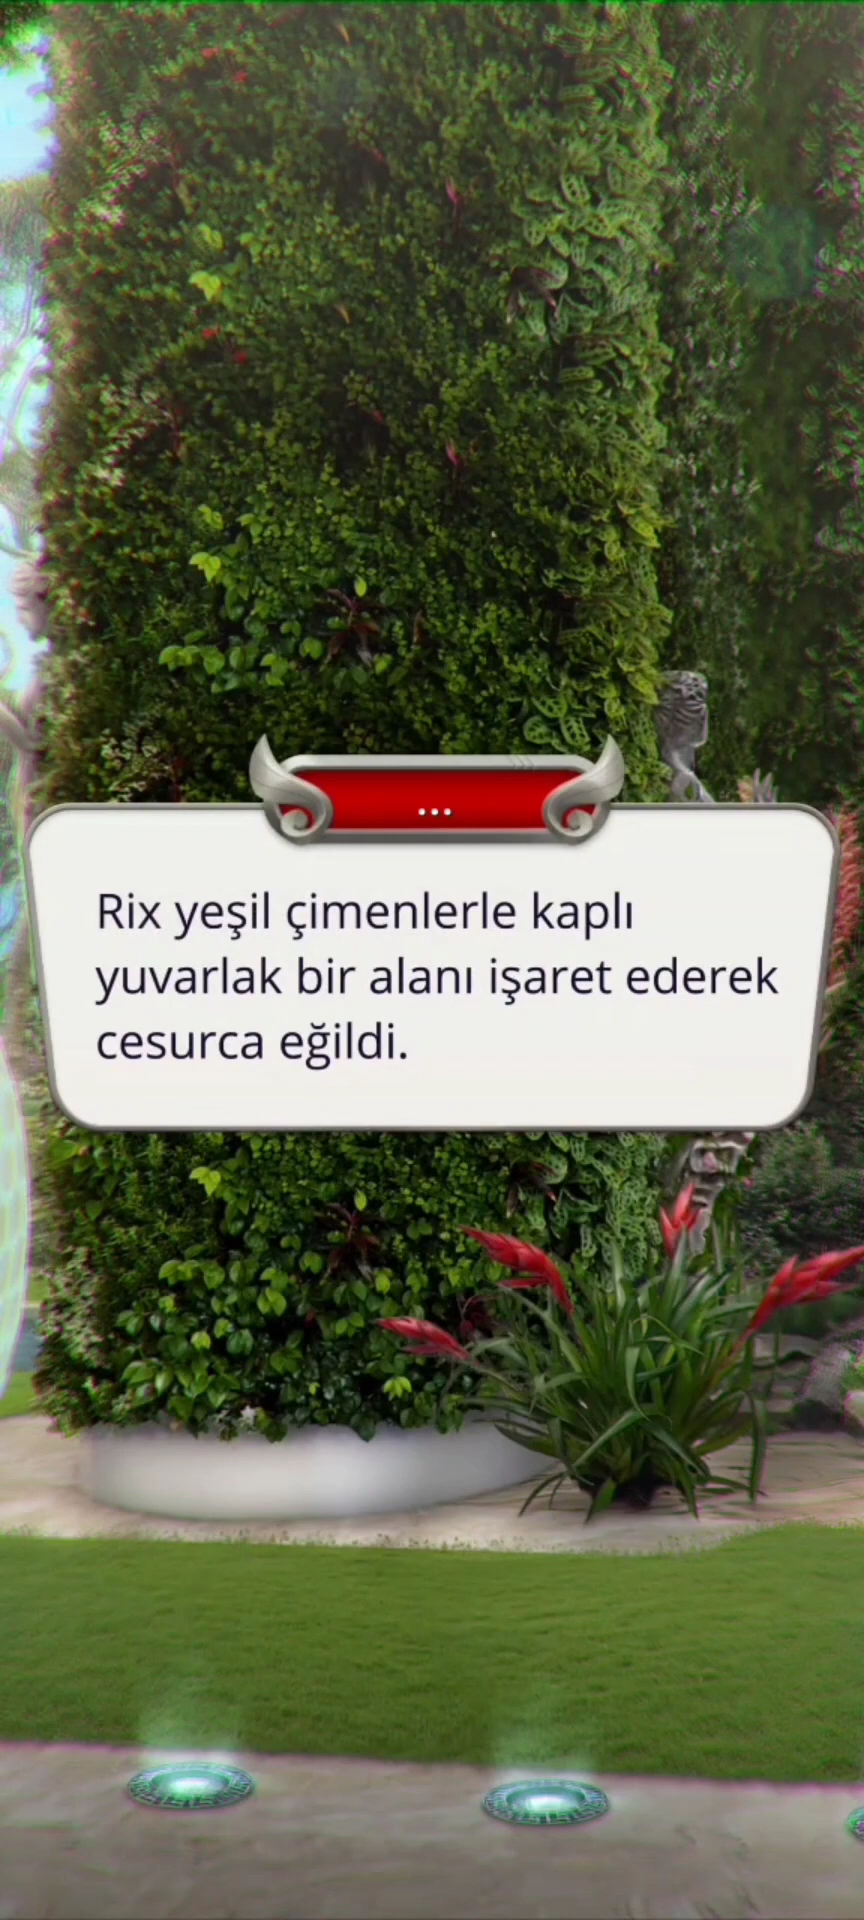 ...
Rix yeşil çimenlerle kaplı
yuvarlak bir alanı işaret ederek
cesurca eğildi.